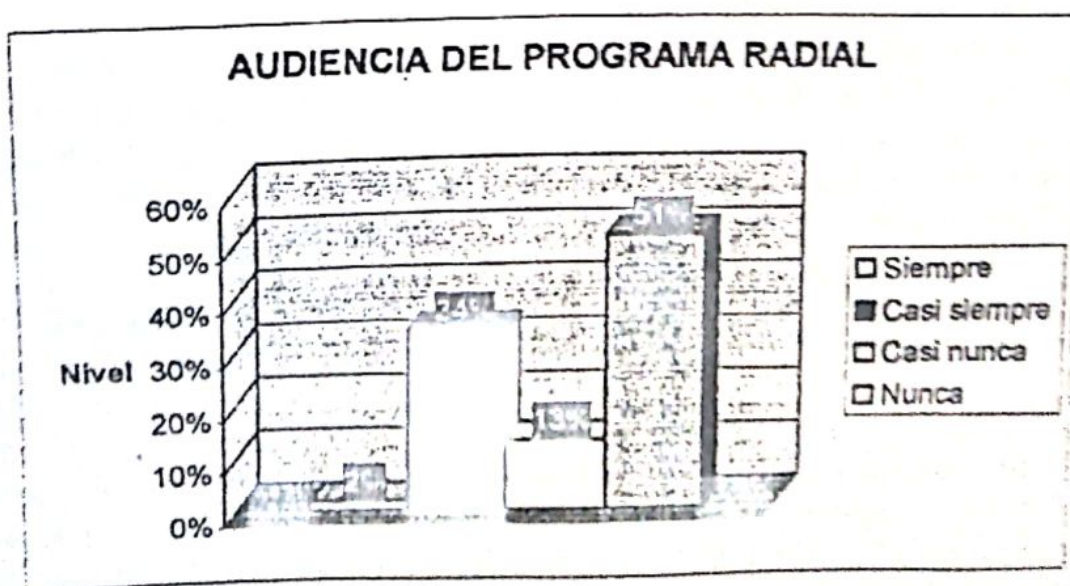 AUDIENCIA DEL PROGRAMA RADIAL
60%
50%
40%
Nivel 30%
20%
10%
0%
51%
13%
Siempre
Casi siempre
Casi nunca
Nunca